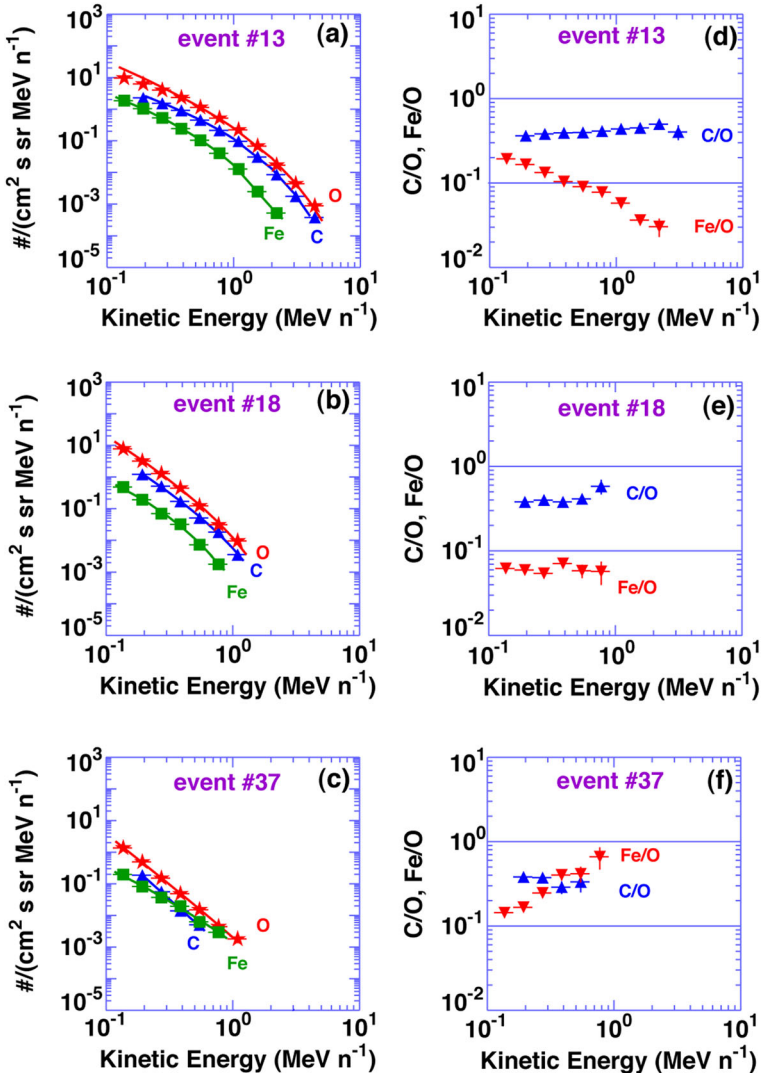 event #13 (a)
10³
10¹
10⁻¹
10⁻³
10⁻⁵
#/(cm² s sr MeV n⁻¹)
O
Fe
C
10⁻¹ 10⁰ 10¹
Kinetic Energy (MeV n⁻¹)
event #13 (d)
10¹
10⁰
10⁻¹
10⁻²
C/O, Fe/O
C/O
Fe/O
10⁻¹ 10⁰ 10¹
Kinetic Energy (MeV n⁻¹)
event #18 (b)
10³
10¹
10⁻¹
10⁻³
10⁻⁵
#/(cm² s sr MeV n⁻¹)
O
C
Fe
10⁻¹ 10⁰ 10¹
Kinetic Energy (MeV n⁻¹)
event #18 (e)
10¹
10⁰
10⁻¹
10⁻²
C/O, Fe/O
C/O
Fe/O
10⁻¹ 10⁰ 10¹
Kinetic Energy (MeV n⁻¹)
event #37 (c)
10³
10¹
10⁻¹
10⁻³
10⁻⁵
#/(cm² s sr MeV n⁻¹)
O
C
Fe
10⁻¹ 10⁰ 10¹
Kinetic Energy (MeV n⁻¹)
event #37 (f)
10¹
10⁰
10⁻¹
10⁻²
C/O, Fe/O
Fe/O
C/O
10⁻¹ 10⁰ 10¹
Kinetic Energy (MeV n⁻¹)